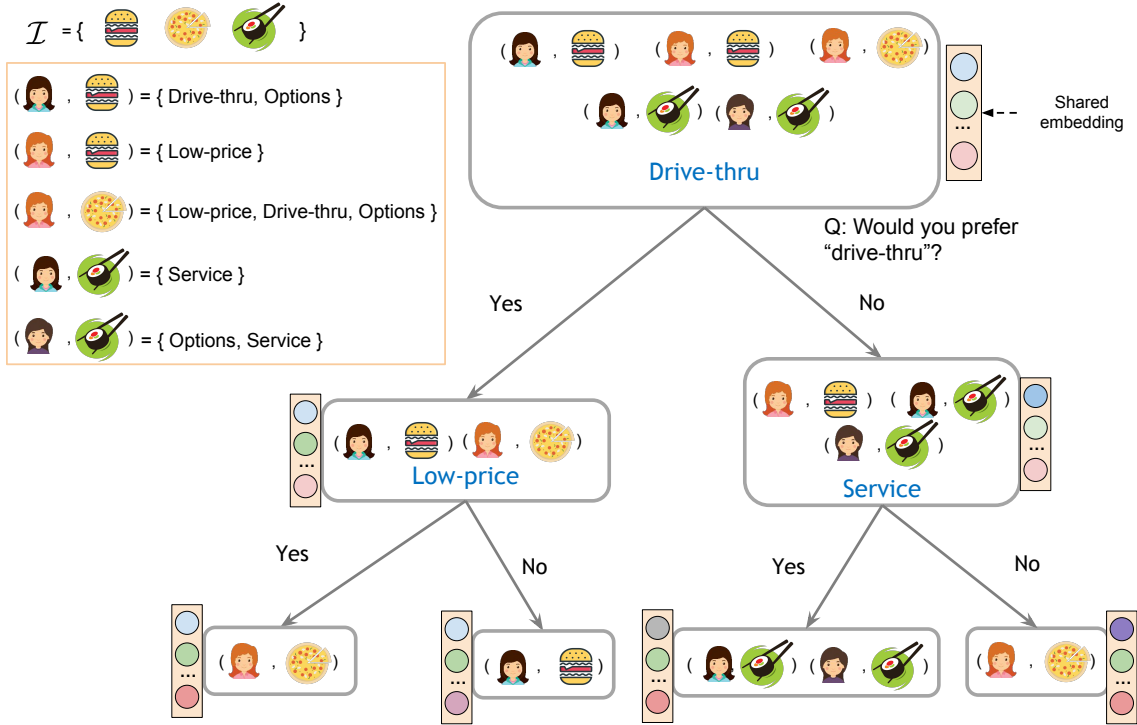 I = { }
( , ) = { Drive-thru, Options }
( , ) = { Low-price }
( , ) = { Low-price, Drive-thru, Options }
( , ) = { Service }
( , ) = { Options, Service }
( , ) ( , ) ( , )
( , ) ( , )
Drive-thru
...
Shared
embedding
Q: Would you prefer
“drive-thru”?
Yes
No
...
( , ) ( , )
Low-price
( , ) ( , )
( , )
Service
...
Yes
No
Yes
No
...
( , )
...
( , )
...
( , ) ( , )
( , )
...